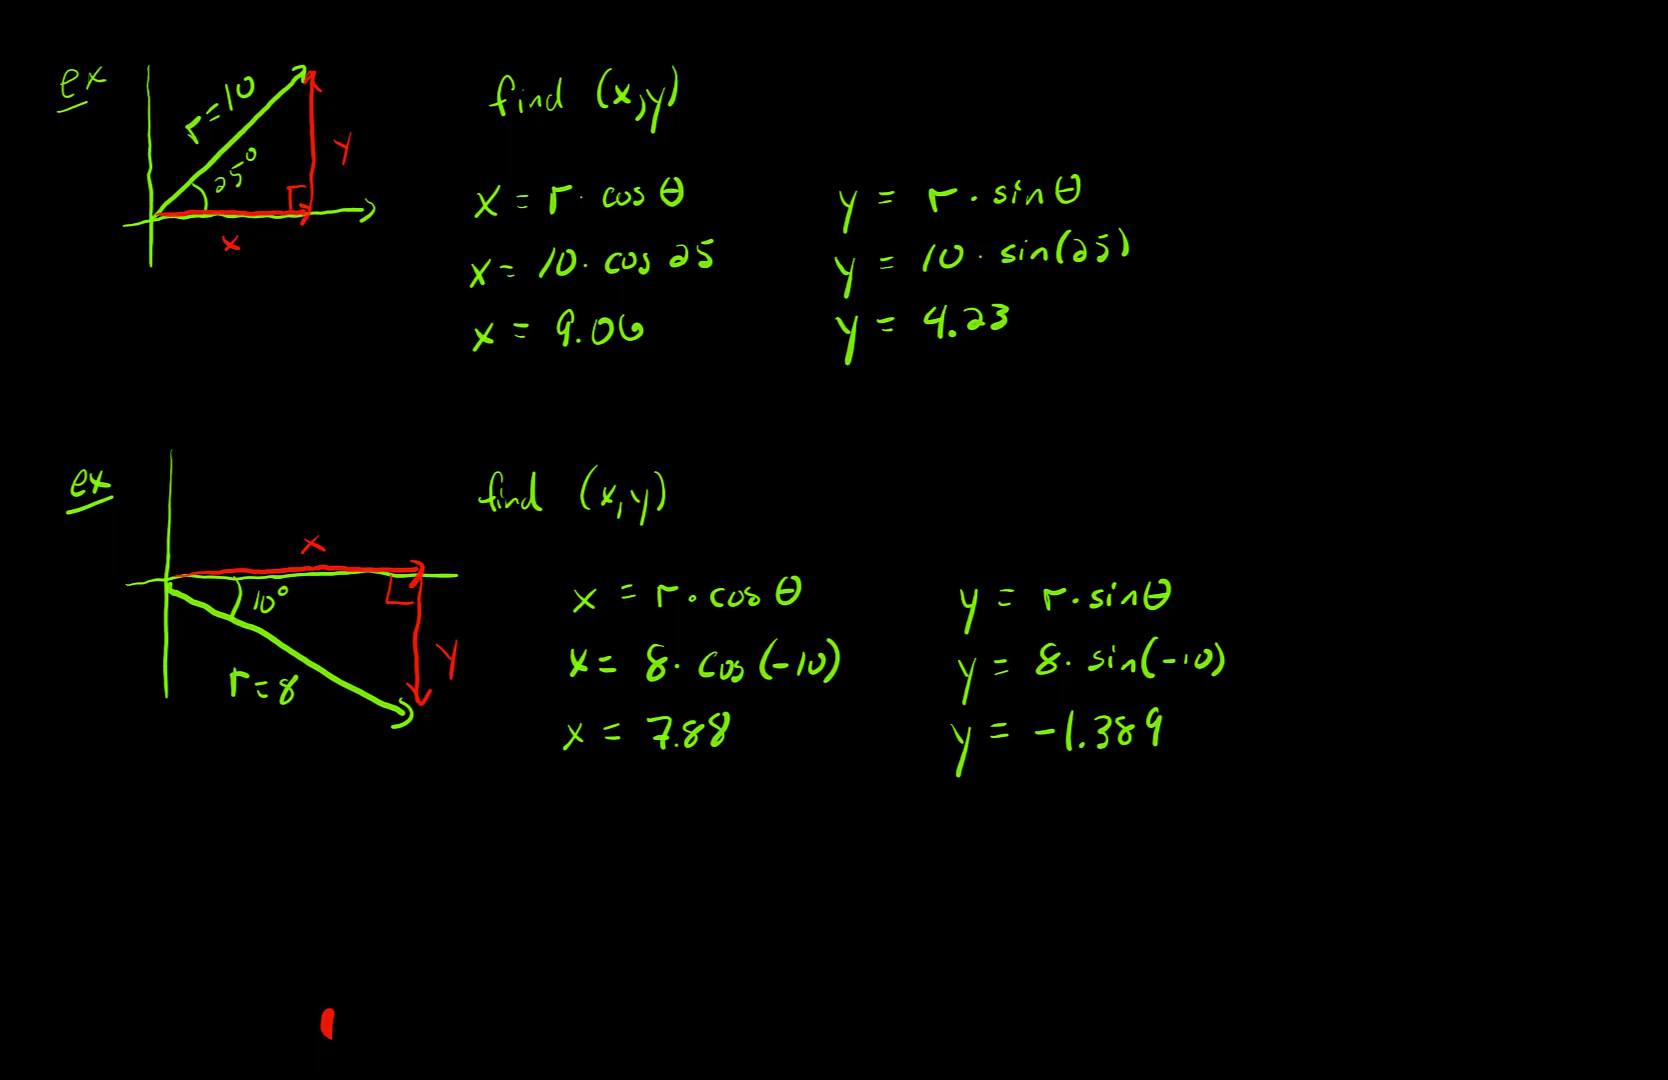 ex
r=10
25°
y
x
find (x,y)
x = r · cos θ
y = r · sin θ
x = 10 · cos 25
y = 10 · sin(25)
x = 9.06
y = 4.23
ex
x
10°
y
r=8
find (x,y)
x = r · cos θ
y = r · sin θ
x = 8 · cos (-10)
y = 8 · sin(-10)
x = 7.88
y = -1.389